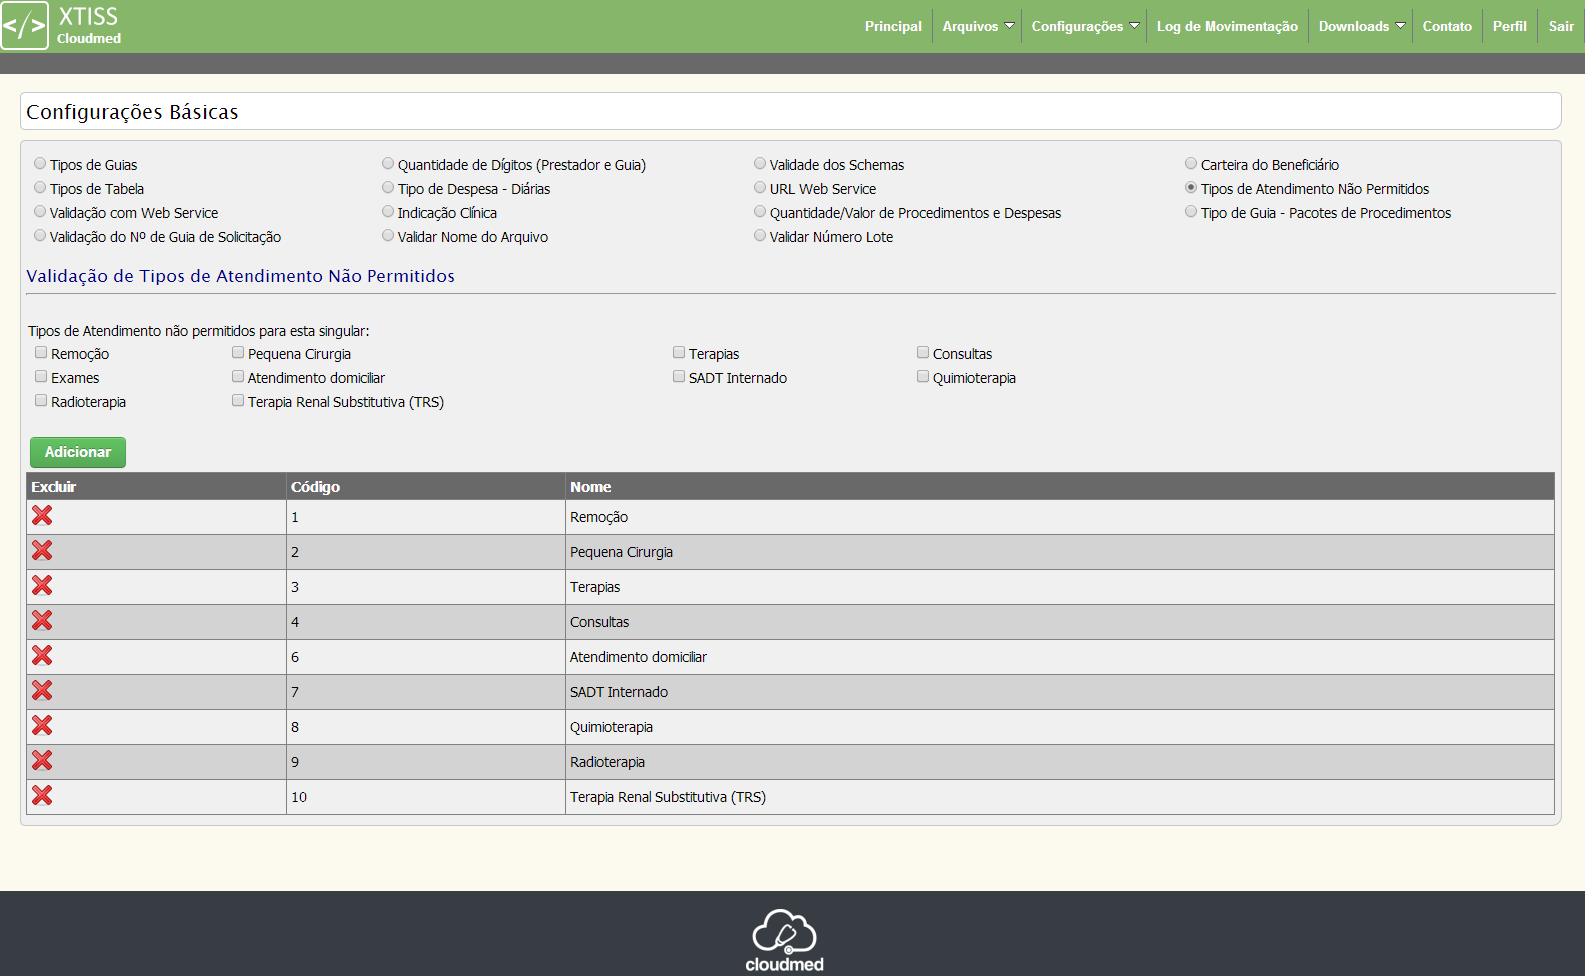 </> XTISS
Cloudmed
Principal Arquivos Configurações Log de Movimentação Downloads Contato Perfil Sair
Configurações Básicas
Tipos de Guias Quantidade de Dígitos (Prestador e Guia) Validade dos Schemas Carteira do Beneficiário
Tipos de Tabela Tipo de Despesa - Diárias URL Web Service Tipos de Atendimento Não Permitidos
Validação com Web Service Indicação Clínica Quantidade/Valor de Procedimentos e Despesas Tipo de Guia - Pacotes de Procedimentos
Validação do Nº de Guia de Solicitação Validar Nome do Arquivo Validar Número Lote
Validação de Tipos de Atendimento Não Permitidos
Tipos de Atendimento não permitidos para esta singular:
Remoção Pequena Cirurgia Terapias Consultas
Exames Atendimento domiciliar SADT Internado Quimioterapia
Radioterapia Terapia Renal Substitutiva (TRS)
Adicionar
Excluir Código Nome
1 Remoção
2 Pequena Cirurgia
3 Terapias
4 Consultas
6 Atendimento domiciliar
7 SADT Internado
8 Quimioterapia
9 Radioterapia
10 Terapia Renal Substitutiva (TRS)
cloudmed